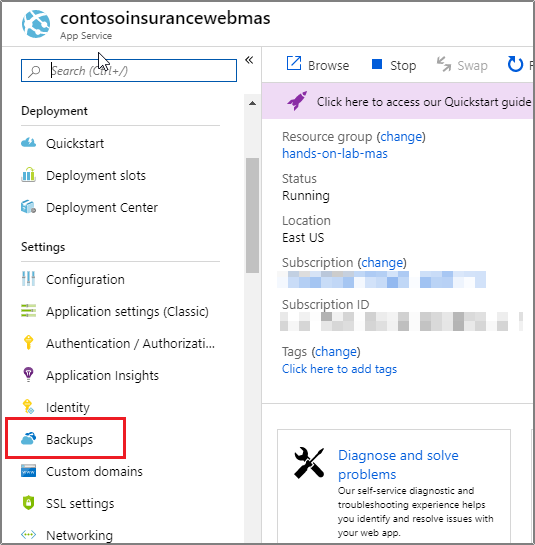 contosoinsurancewebmas
App Service
Search (Ctrl+/)
«
Deployment
Quickstart
Deployment slots
Deployment Center
Settings
Configuration
Application settings (Classic)
Authentication / Authorizati...
Application Insights
Identity
Backups
Custom domains
SSL settings
Networking
Browse
Stop
Swap
Click here to access our Quickstart guide
Resource group (change)
hands-on-lab-mas
Status
Running
Location
East US
Subscription (change)
Subscription ID
Tags (change)
Click here to add tags
Diagnose and solve
problems
Our self-service diagnostic and
troubleshooting experience helps
you identify and resolve issues with
your web app.